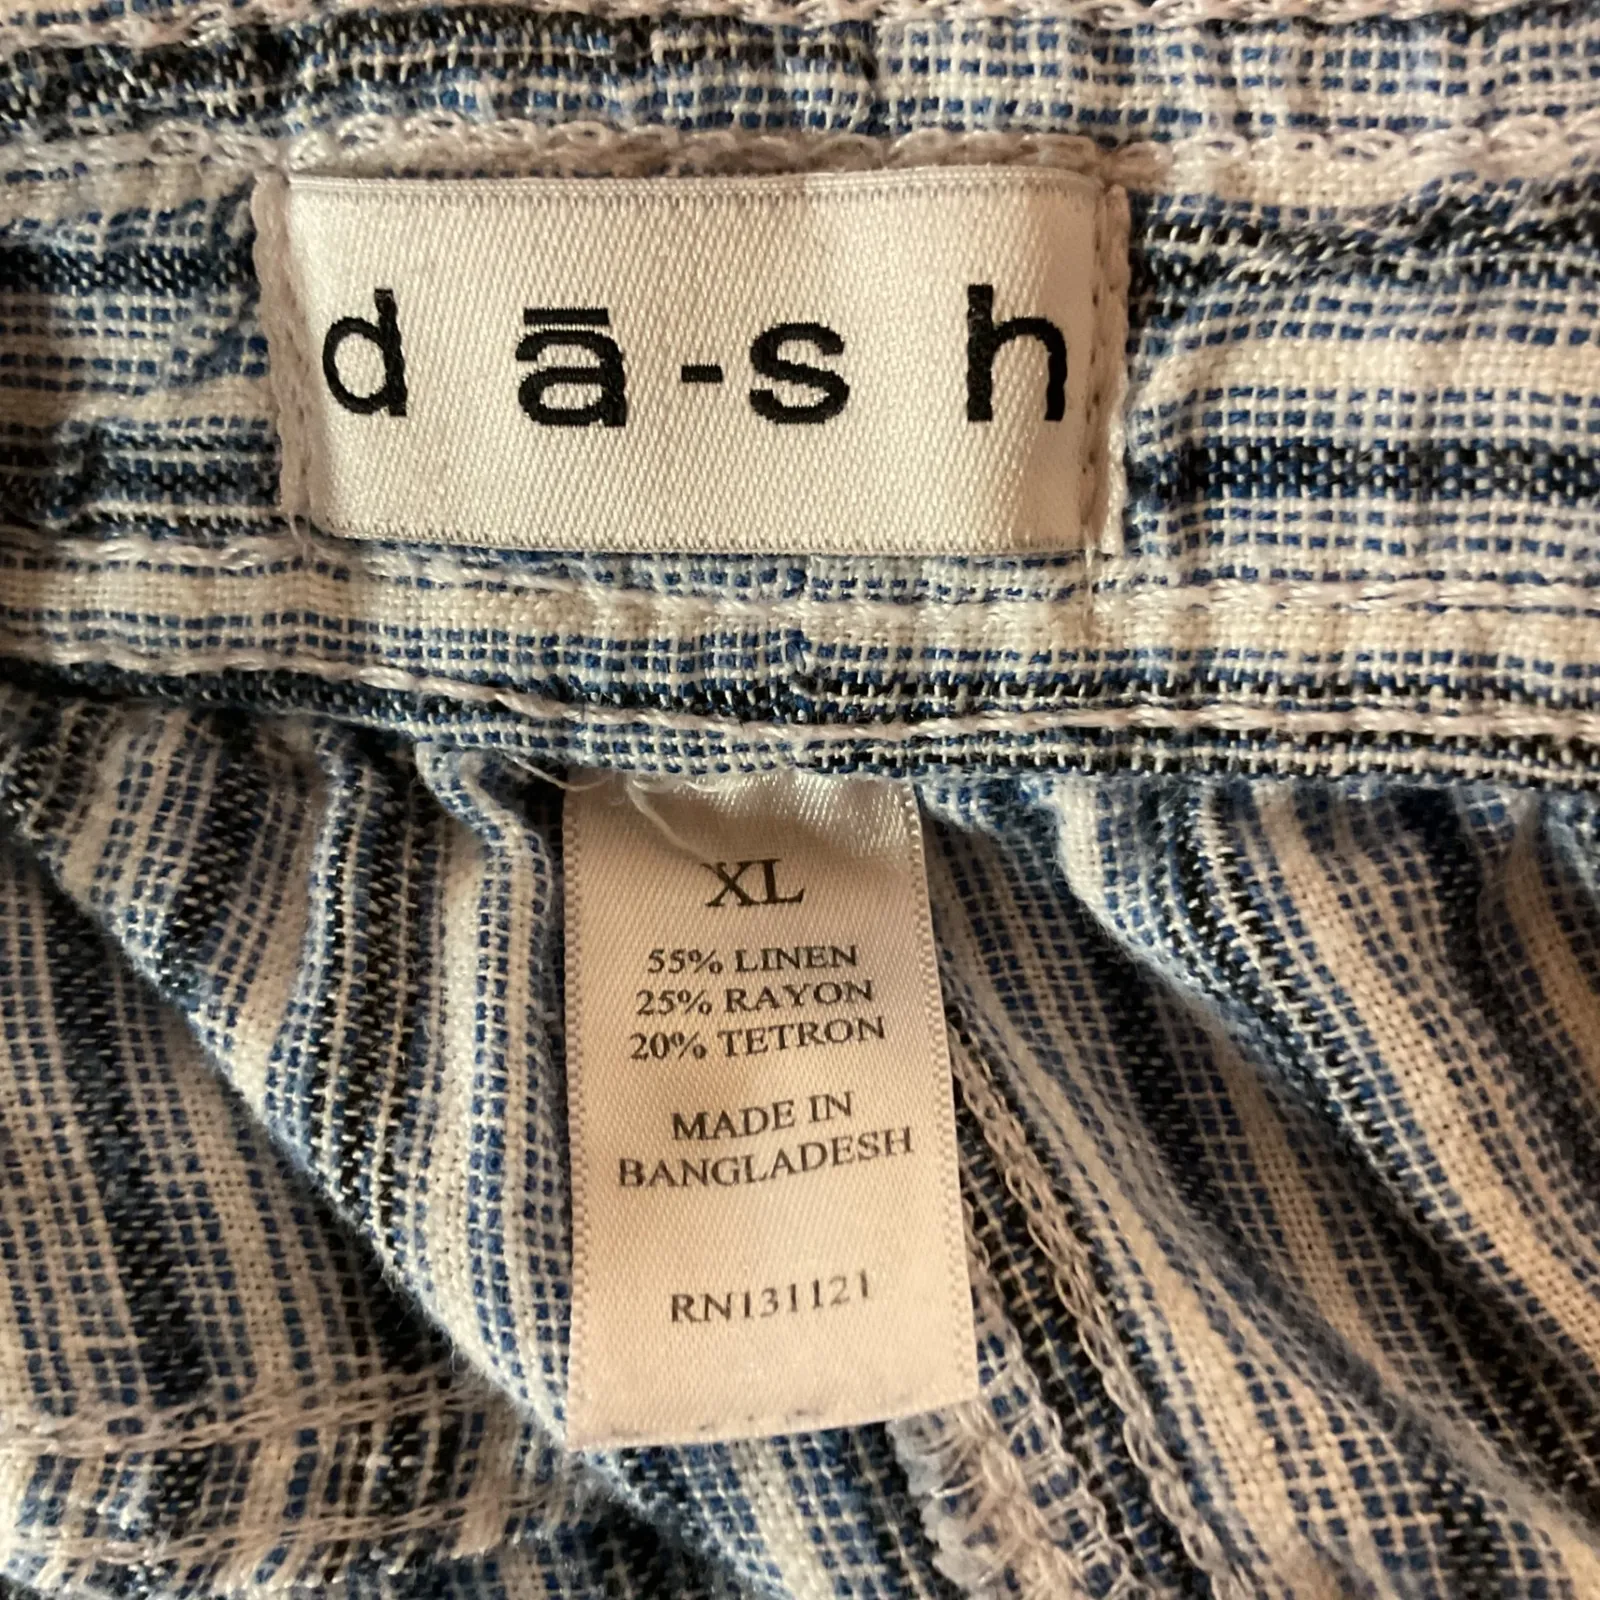 dā-sh
XL
55% LINEN
25% RAYON
20% TETRON
MADE IN
BANGLADESH
RN131121